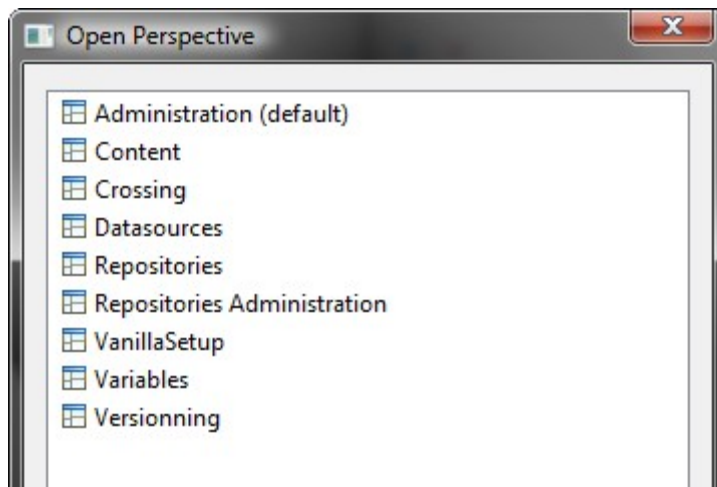 Open Perspective
Administration (default)
Content
Crossing
Datasources
Repositories
Repositories Administration
VanillaSetup
Variables
Versionning